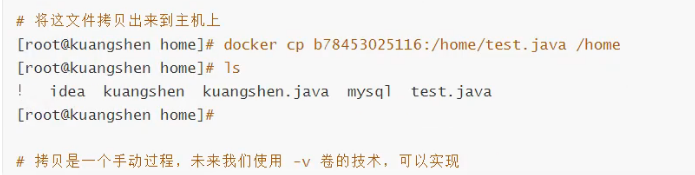 # 将这文件拷贝出来到主机上
[root@kuangshen home]# docker cp b78453025116:/home/test.java /home
[root@kuangshen home]# ls
!   idea  kuangshen  kuangshen.java  mysql  test.java
[root@kuangshen home]#
# 拷贝是一个手动过程，未来我们使用 -v 卷的技术，可以实现